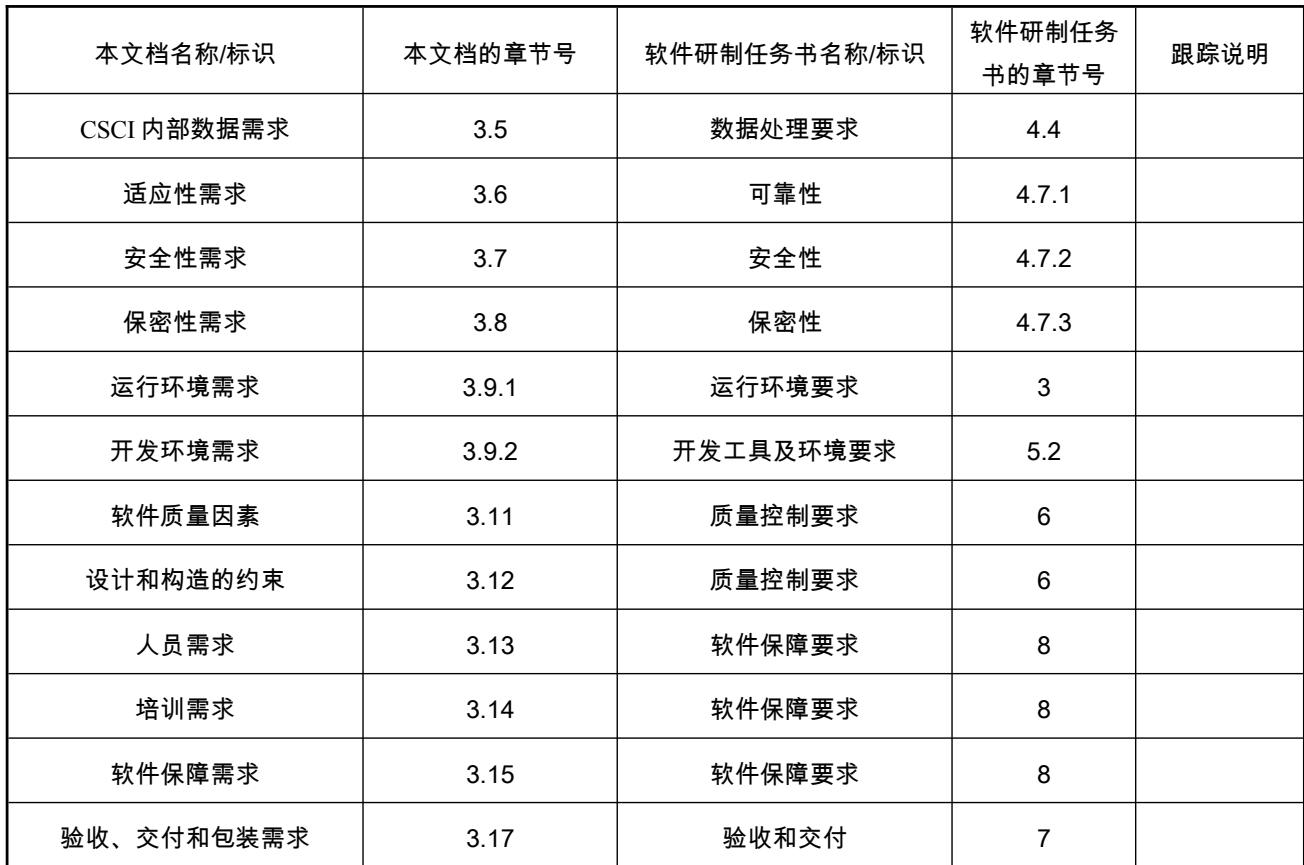 本文档名称/标识 本文档的章节号 软件研制任务书名称/标识 软件研制任务书的章节号 跟踪说明
CSCI 内部数据需求 3.5 数据处理要求 4.4
适应性需求 3.6 可靠性 4.7.1
安全性需求 3.7 安全性 4.7.2
保密性需求 3.8 保密性 4.7.3
运行环境需求 3.9.1 运行环境要求 3
开发环境需求 3.9.2 开发工具及环境要求 5.2
软件质量因素 3.11 质量控制要求 6
设计和构造的约束 3.12 质量控制要求 6
人员需求 3.13 软件保障要求 8
培训需求 3.14 软件保障要求 8
软件保障需求 3.15 软件保障要求 8
验收、交付和包装需求 3.17 验收和交付 7